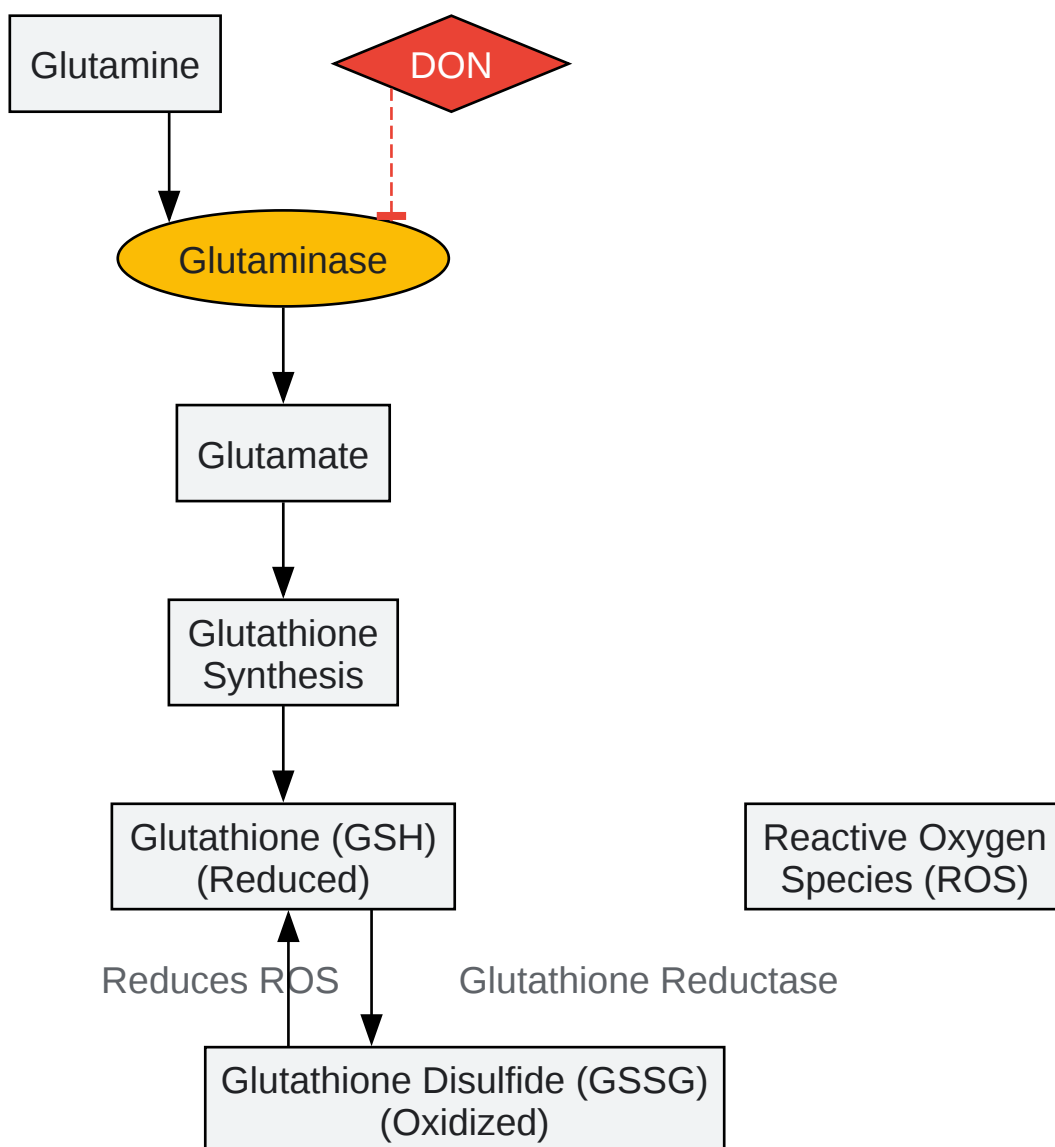 Glutamine
DON
Glutaminase
Glutamate
Glutathione
Synthesis
Glutathione (GSH)
(Reduced)
Reactive Oxygen
Species (ROS)
Reduces ROS
Glutathione Reductase
Glutathione Disulfide (GSSG)
(Oxidized)